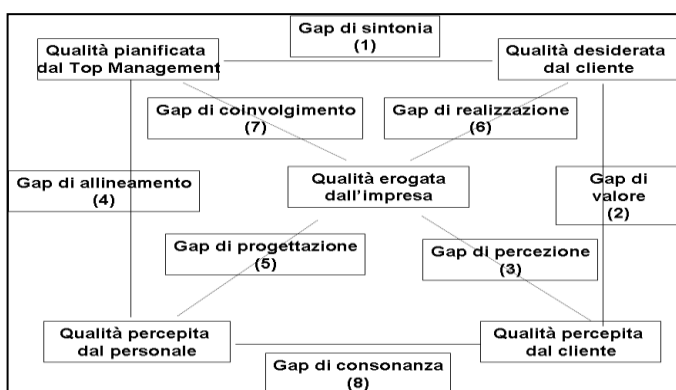 Gap di sintonia
(1)
Qualità pianificata
dal Top Management
Qualità desiderata
dal cliente
Gap di coinvolgimento
(7)
Gap di realizzazione
(6)
Gap di allineamento
(4)
Qualità erogata
dall'impresa
Gap di
valore
(2)
Gap di progettazione
(5)
Gap di percezione
(3)
Qualità percepita
dal personale
Qualità percepita
dal cliente
Gap di consonanza
(8)